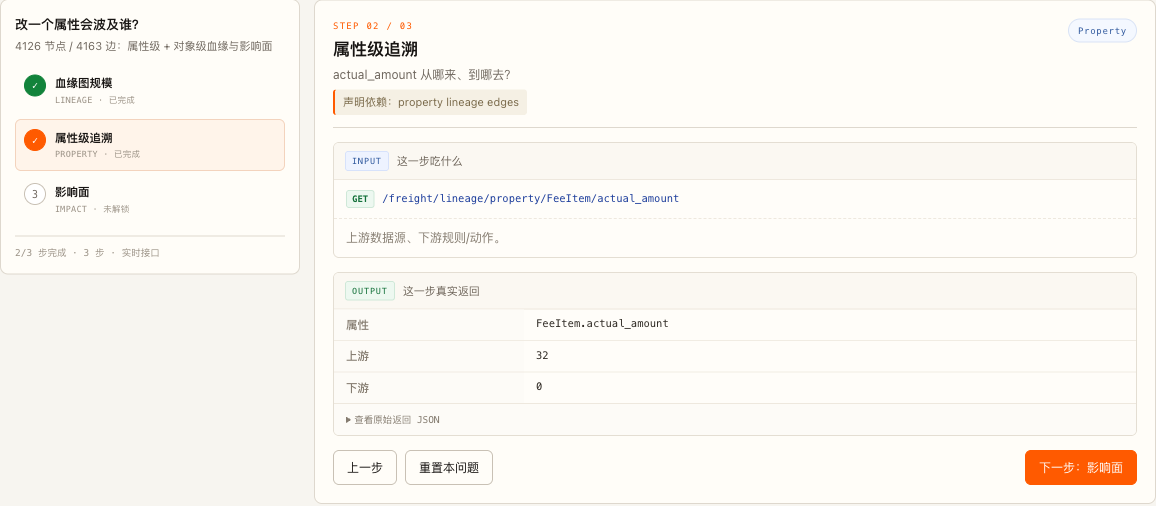 改一个属性会波及谁?
4126 节点 / 4163 边: 属性级 + 对象级血缘与影响面
✓
血缘图规模
LINEAGE · 已完成
✓
属性级追溯
PROPERTY · 已完成
3
影响面
IMPACT · 未解锁
2/3 步完成 · 3 步 · 实时接口
STEP 02 / 03
Property
属性级追溯
actual_amount 从哪来、到哪去?
声明依赖: property lineage edges
INPUT 这一步吃什么
GET /freight/lineage/property/FeeItem/actual_amount
上游数据源、下游规则/动作。
OUTPUT 这一步真实返回
属性 FeeItem.actual_amount
上游 32
下游 0
▶ 查看原始返回 JSON
上一步 重置本问题 下一步: 影响面